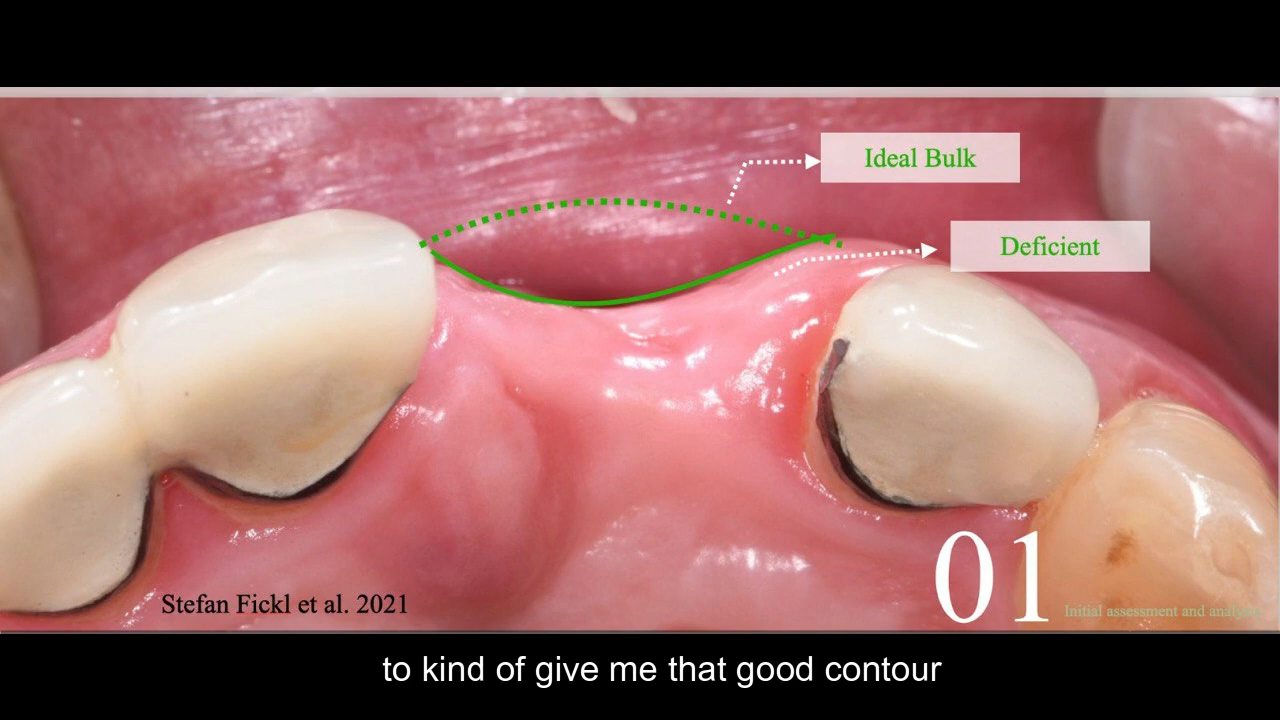 Ideal Bulk
Deficient
01
Initial assessment and analysis
Stefan Fickl et al. 2021
to kind of give me that good contour